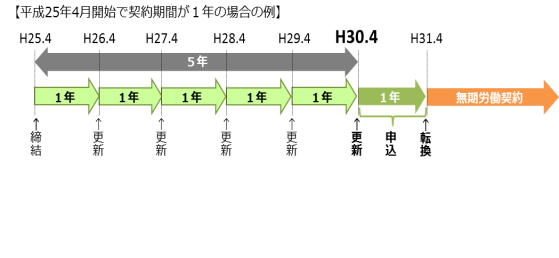 【平成25年4月開始で契約期間が１年の場合の例】
H25.4 H26.4 H27.4 H28.4 H29.4 H30.4 H31.4
５年
１年 １年 １年 １年 １年 １年 無期労働契約
↑締結 ↑更新 ↑更新 ↑更新 ↑更新 ↑更新 申込 ↑転換